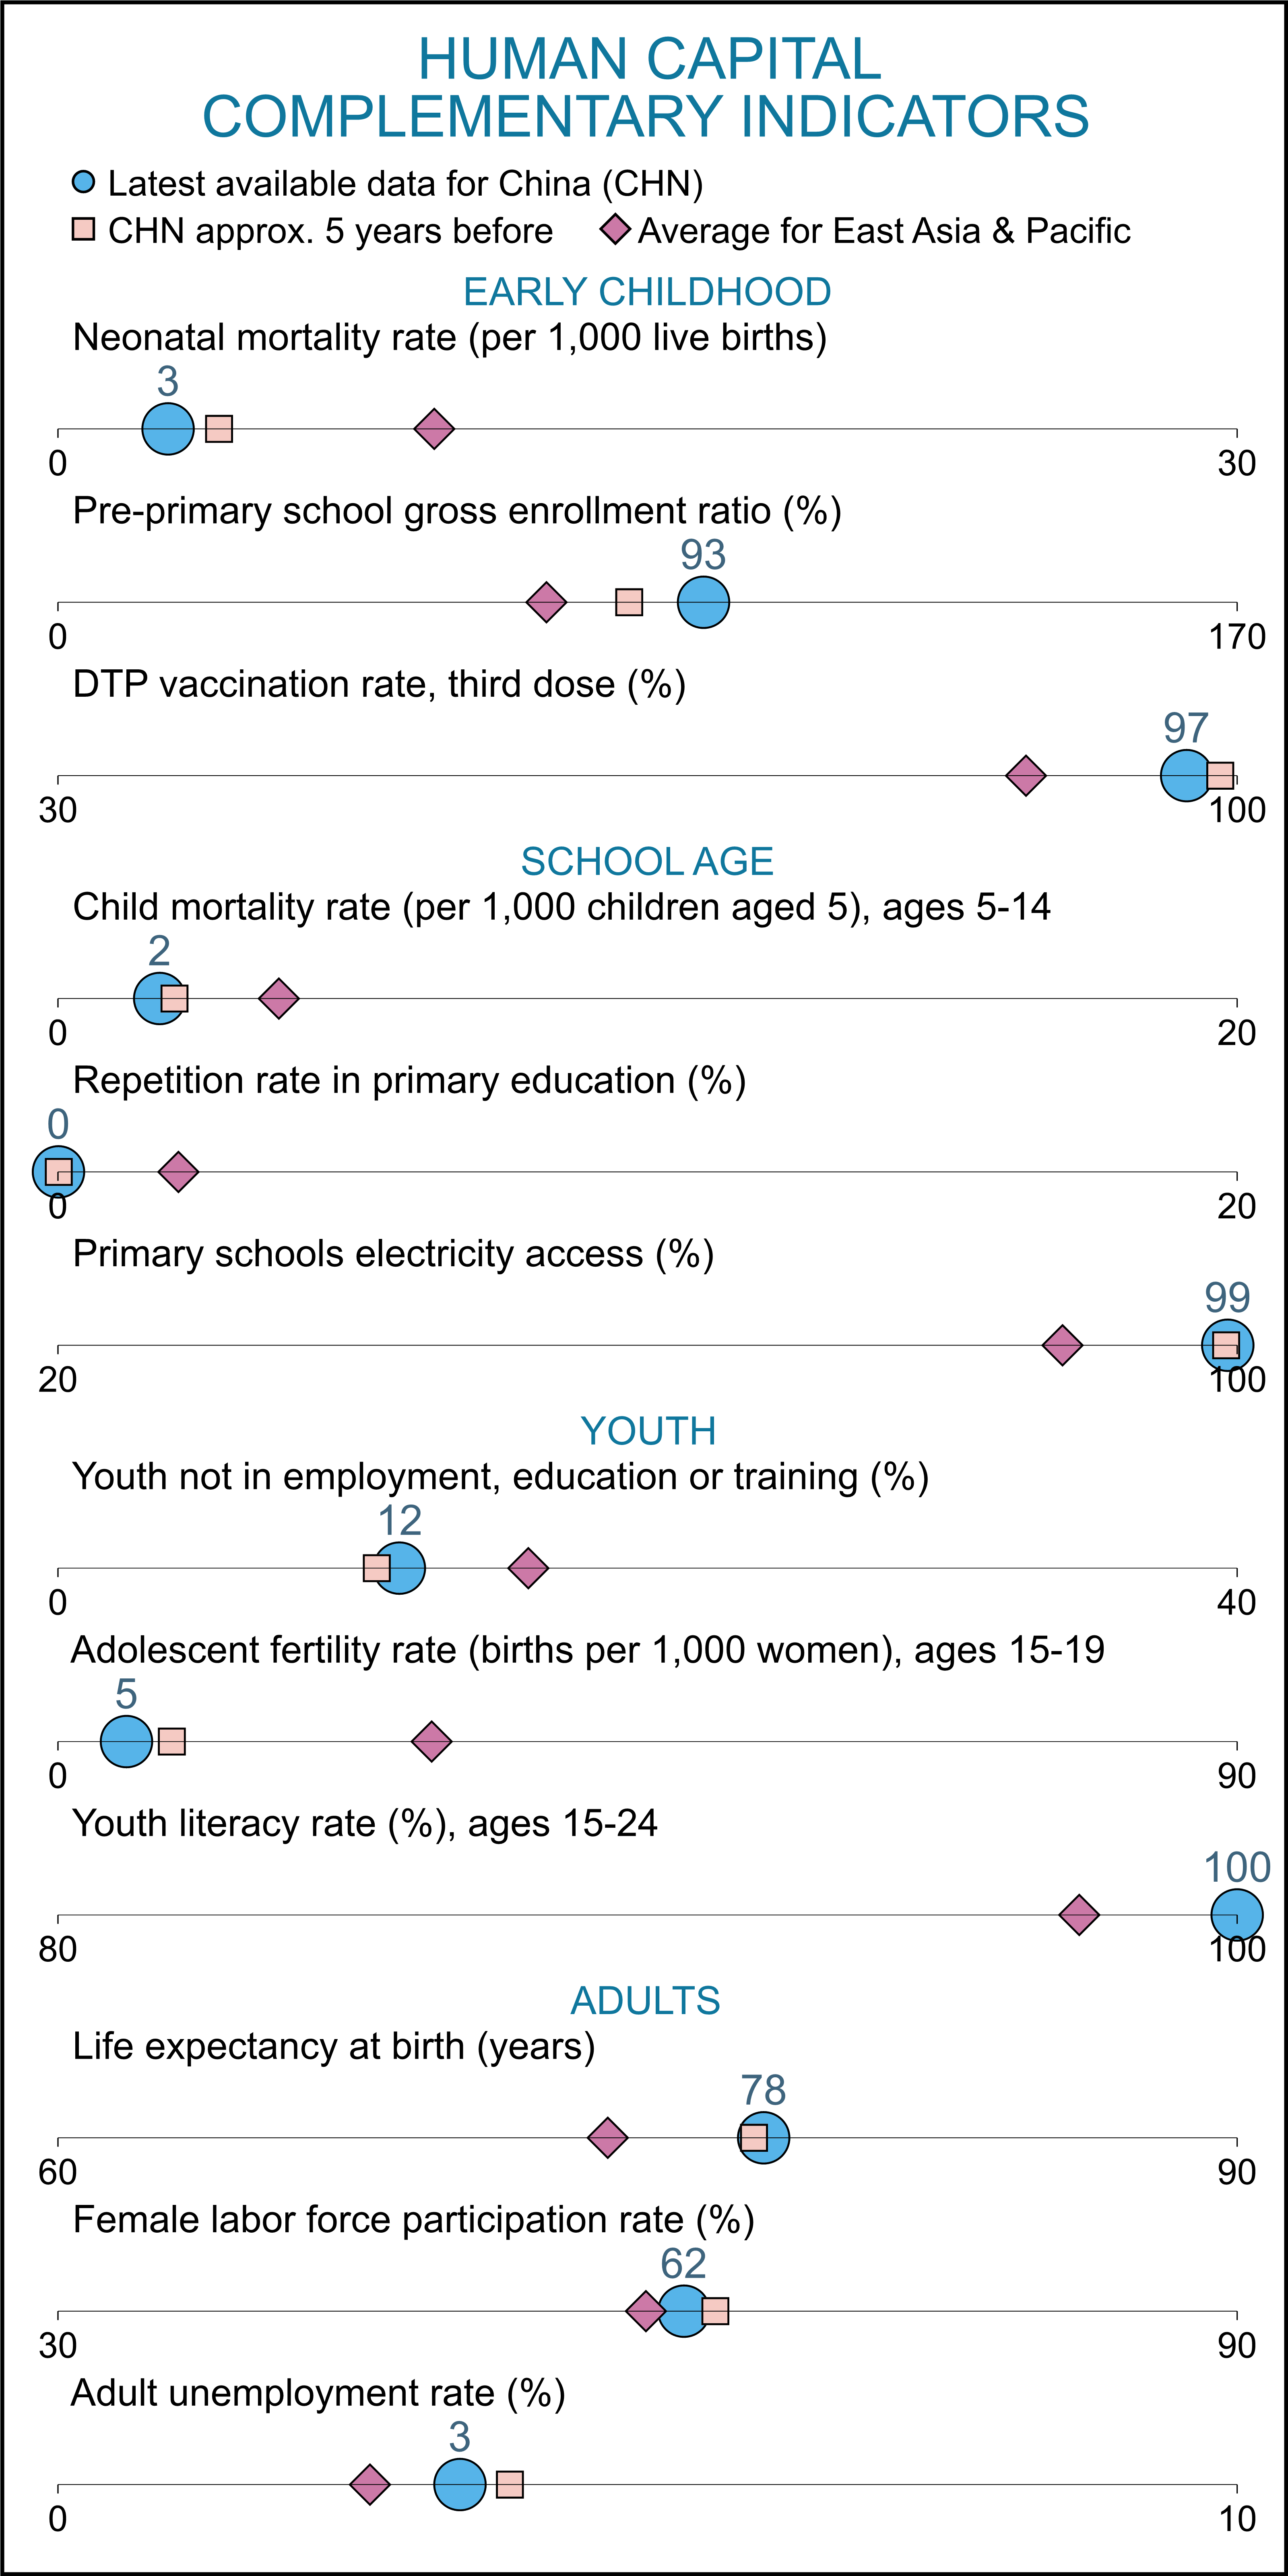 HUMAN CAPITAL
COMPLEMENTARY INDICATORS
Latest available data for China (CHN)
CHN approx. 5 years before Average for East Asia & Pacific
EARLY CHILDHOOD
Neonatal mortality rate (per 1,000 live births)
3
0 30
Pre-primary school gross enrollment ratio (%)
93
0 170
DTP vaccination rate, third dose (%)
97
30 100
SCHOOL AGE
Child mortality rate (per 1,000 children aged 5), ages 5-14
2
0 20
Repetition rate in primary education (%)
0
0 20
Primary schools electricity access (%)
99
20 100
YOUTH
Youth not in employment, education or training (%)
12
0 40
Adolescent fertility rate (births per 1,000 women), ages 15-19
5
0 90
Youth literacy rate (%), ages 15-24
100
80 100
ADULTS
Life expectancy at birth (years)
78
60 90
Female labor force participation rate (%)
62
30 90
Adult unemployment rate (%)
3
0 10